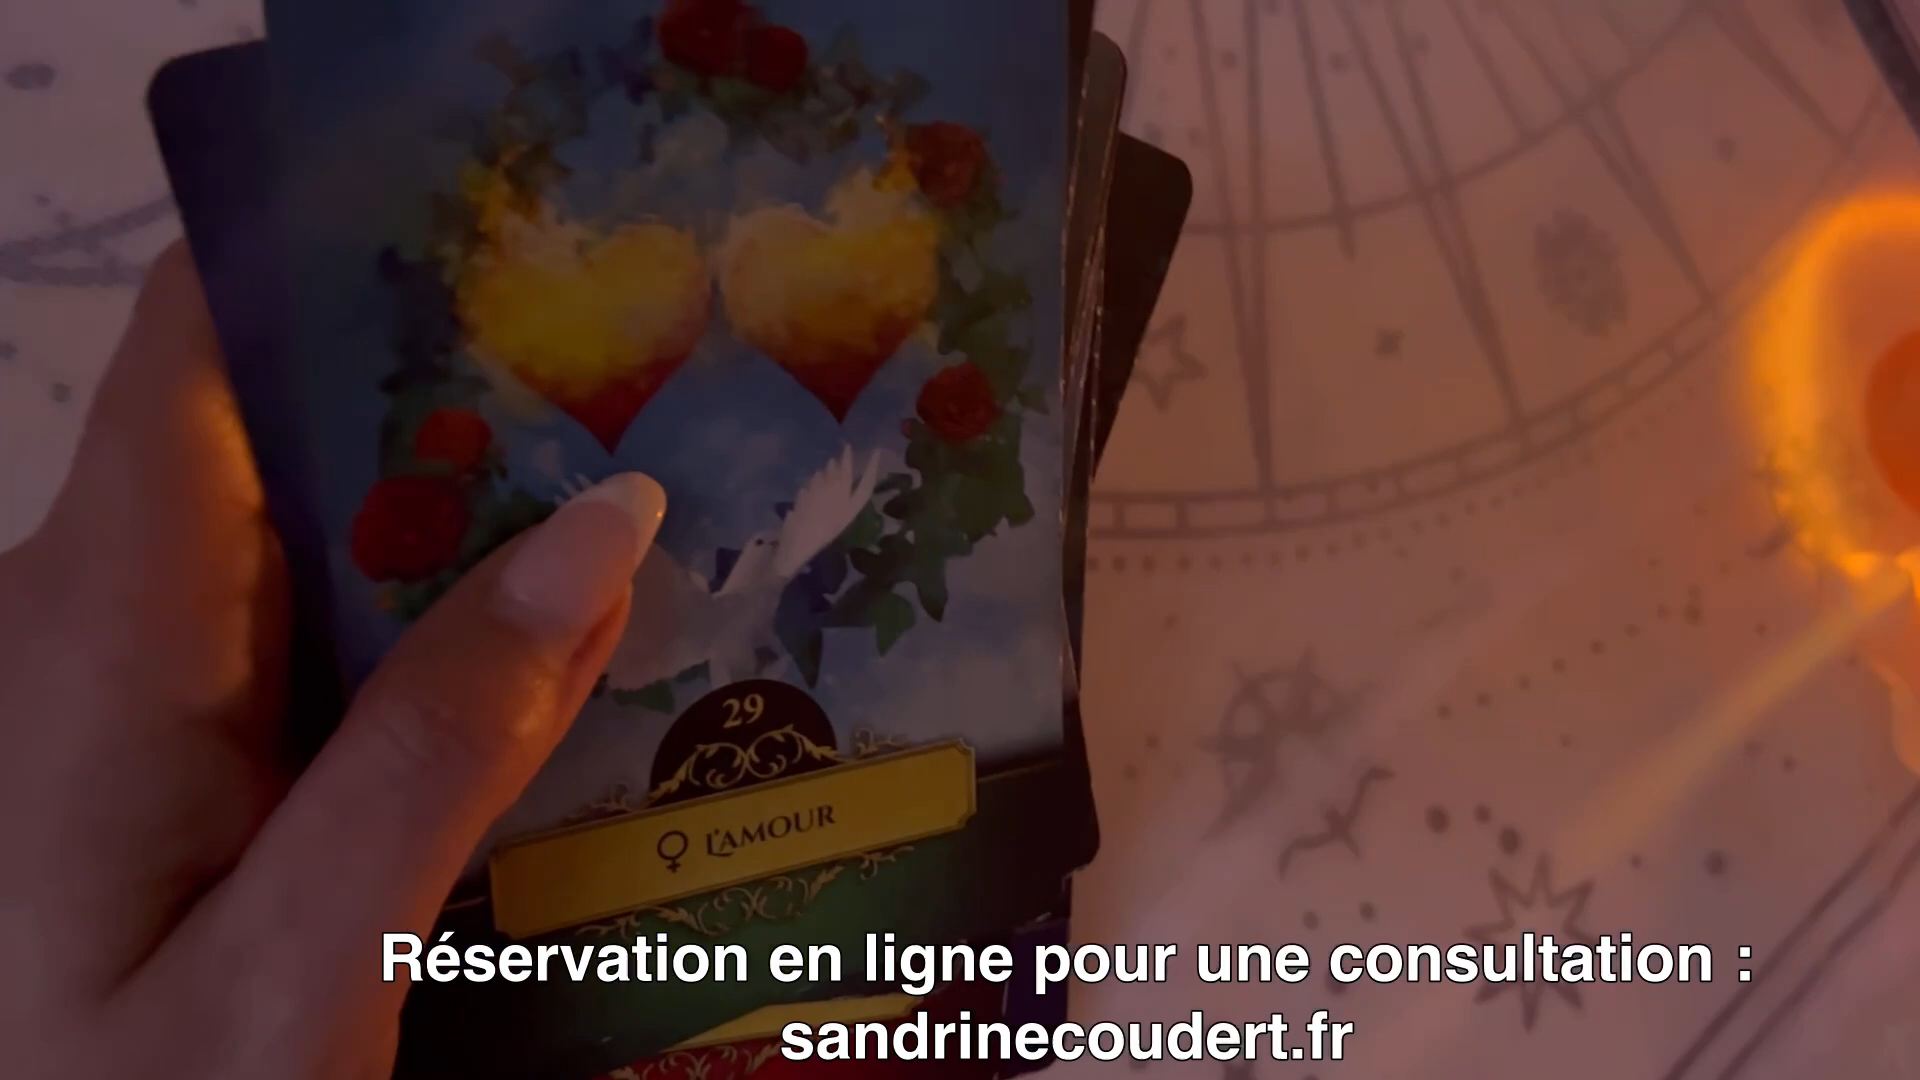 29
♀ L'AMOUR
Réservation en ligne pour une consultation :
sandrinecoudert.fr